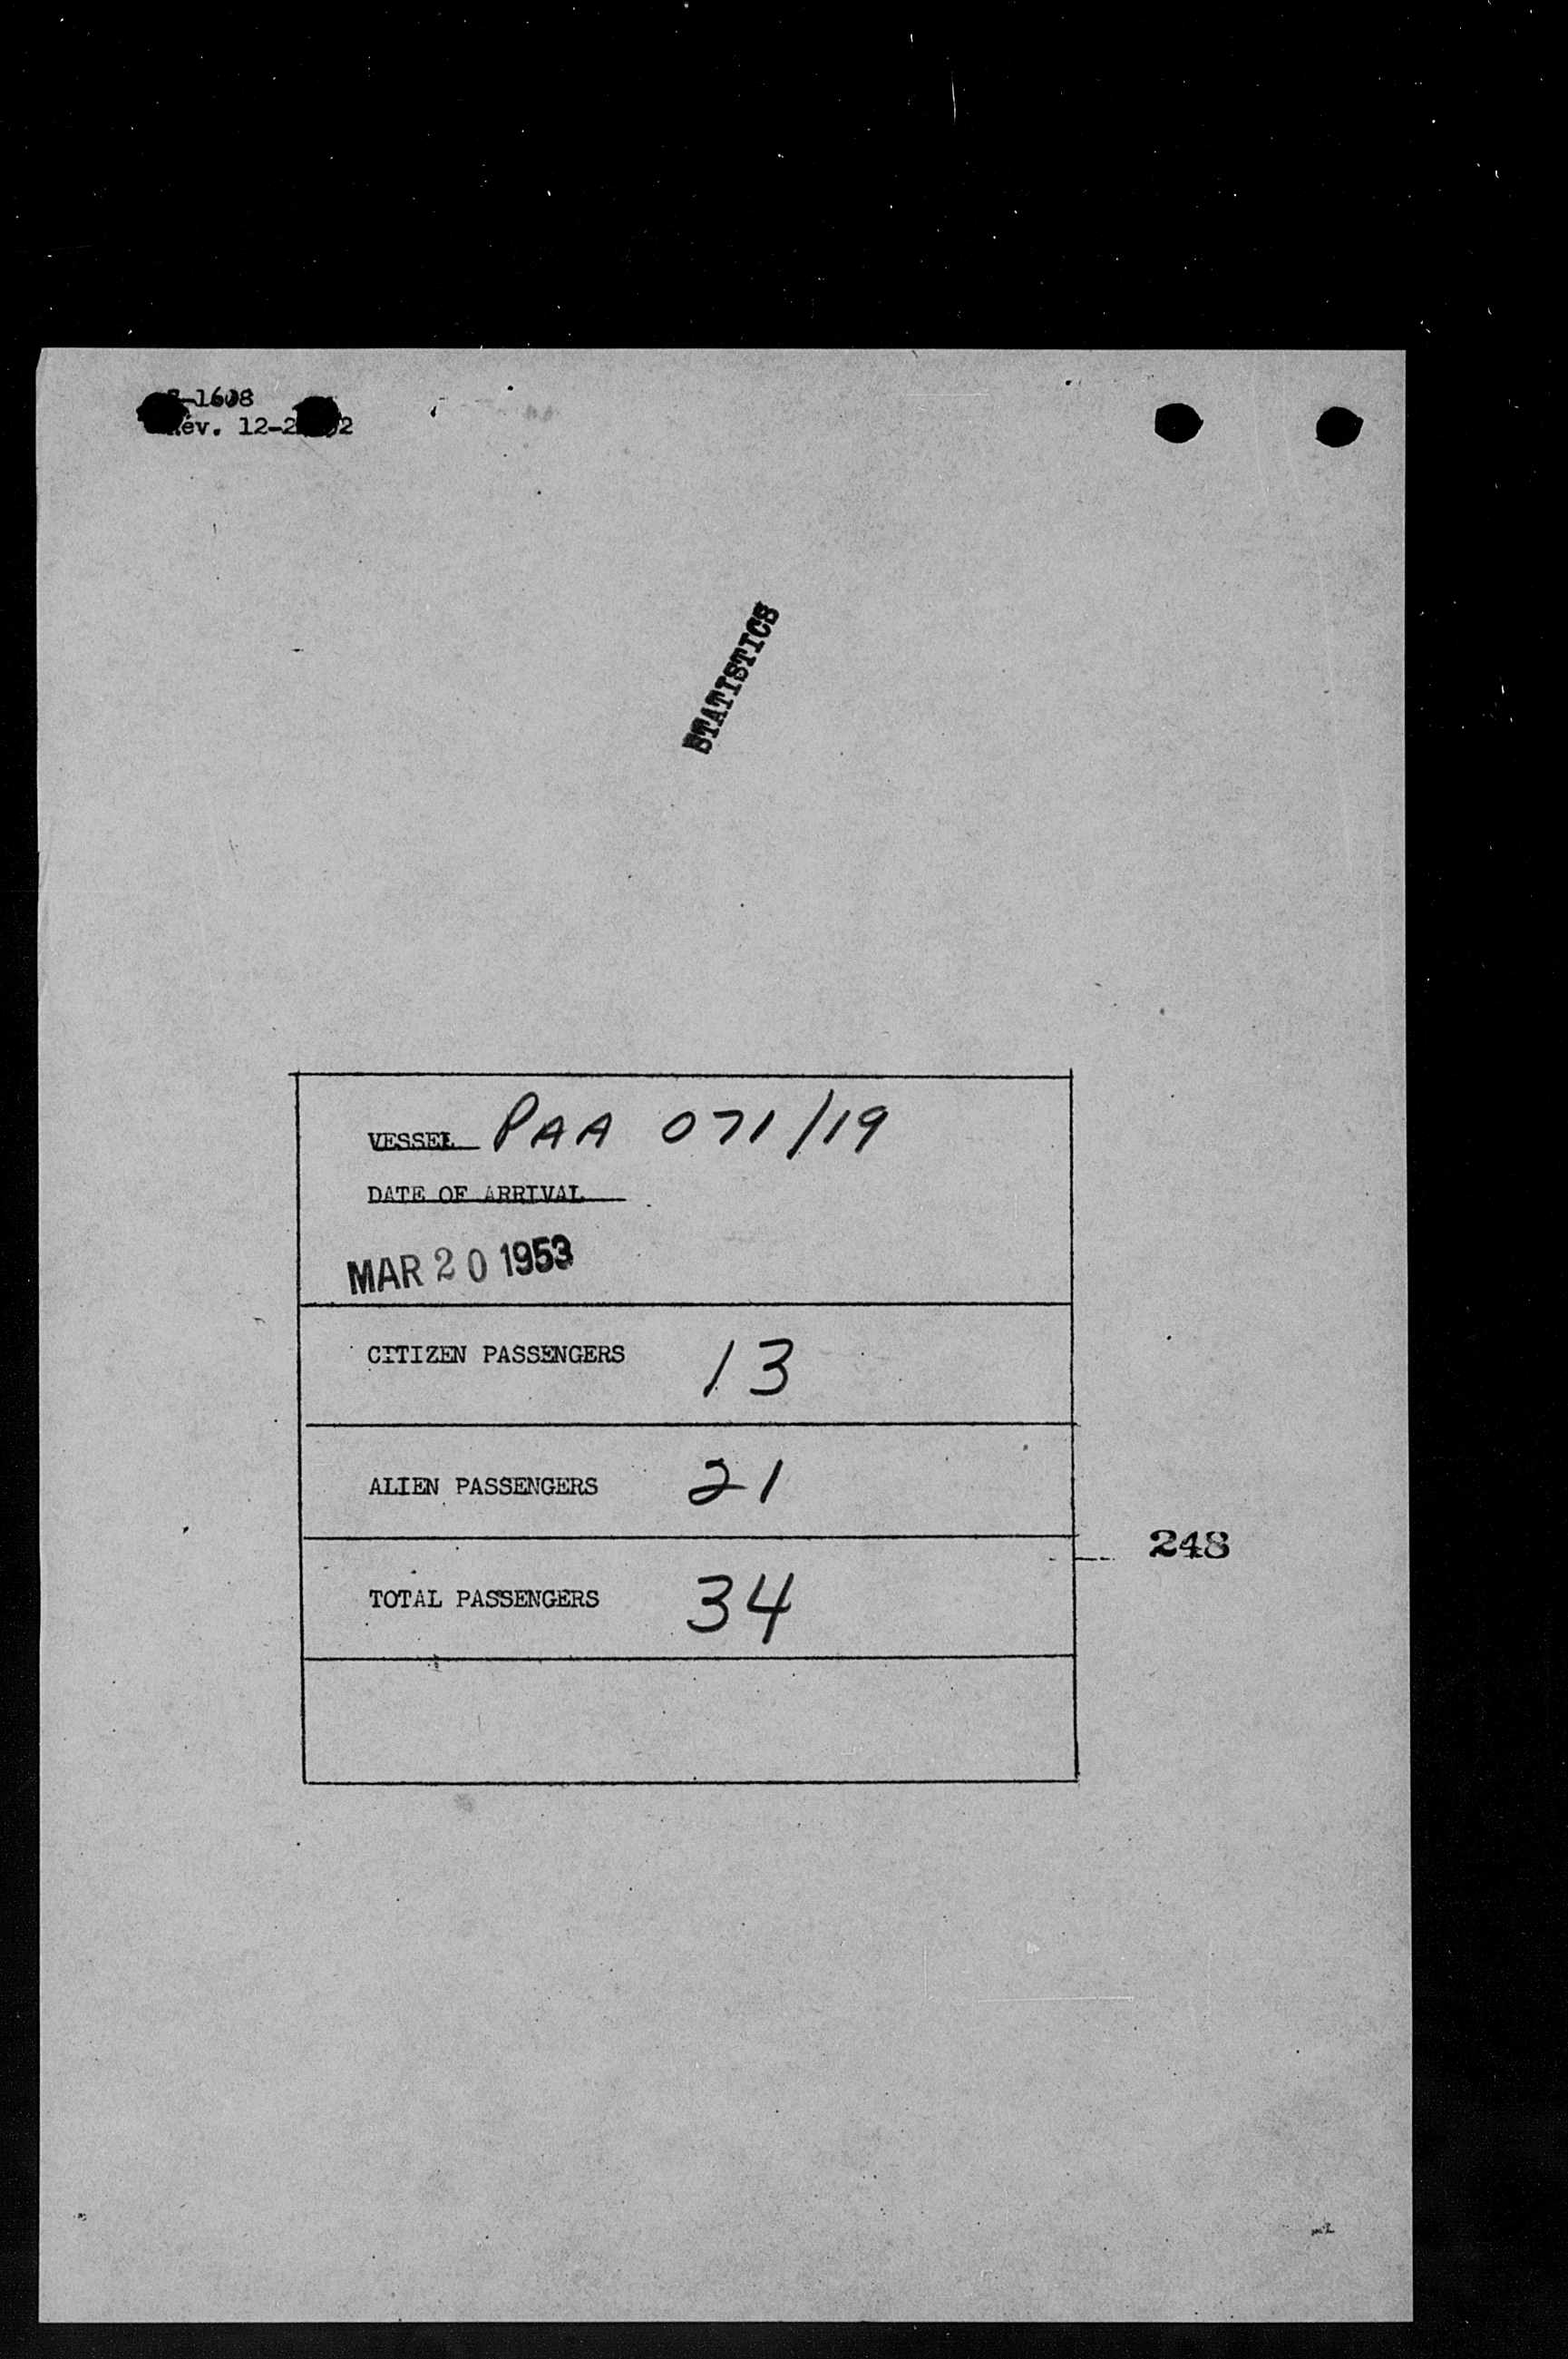 -1608
Rev. 12-2
STATISTICS
VESSEL PAA 071/19
DATE OF ARRIVAL
MAR 20 1953
CITIZEN PASSENGERS 13
ALIEN PASSENGERS 21
248
TOTAL PASSENGERS 34